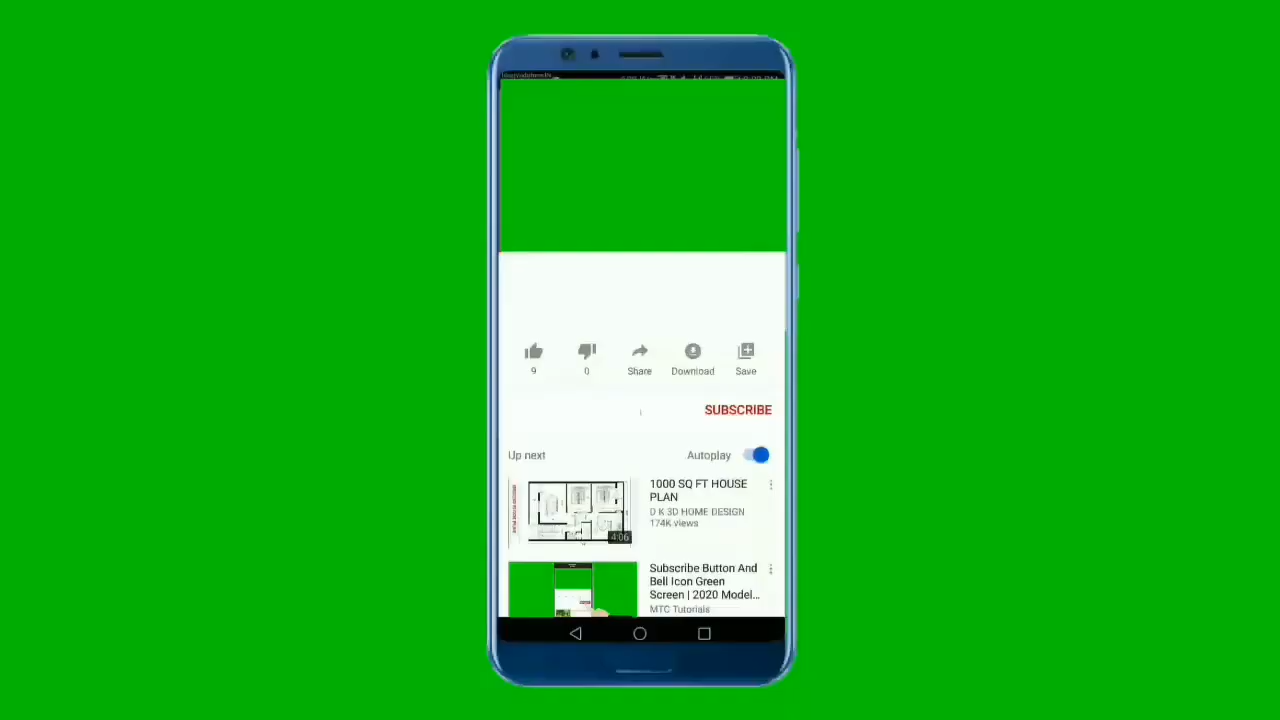 9
0
Share
Download
Save
SUBSCRIBE
Up next
Autoplay
1000 SQ FT HOUSE
PLAN
D K 3D HOME DESIGN
174K views
4:06
Subscribe Button And
Bell Icon Green
Screen | 2020 Model...
MTC Tutorials